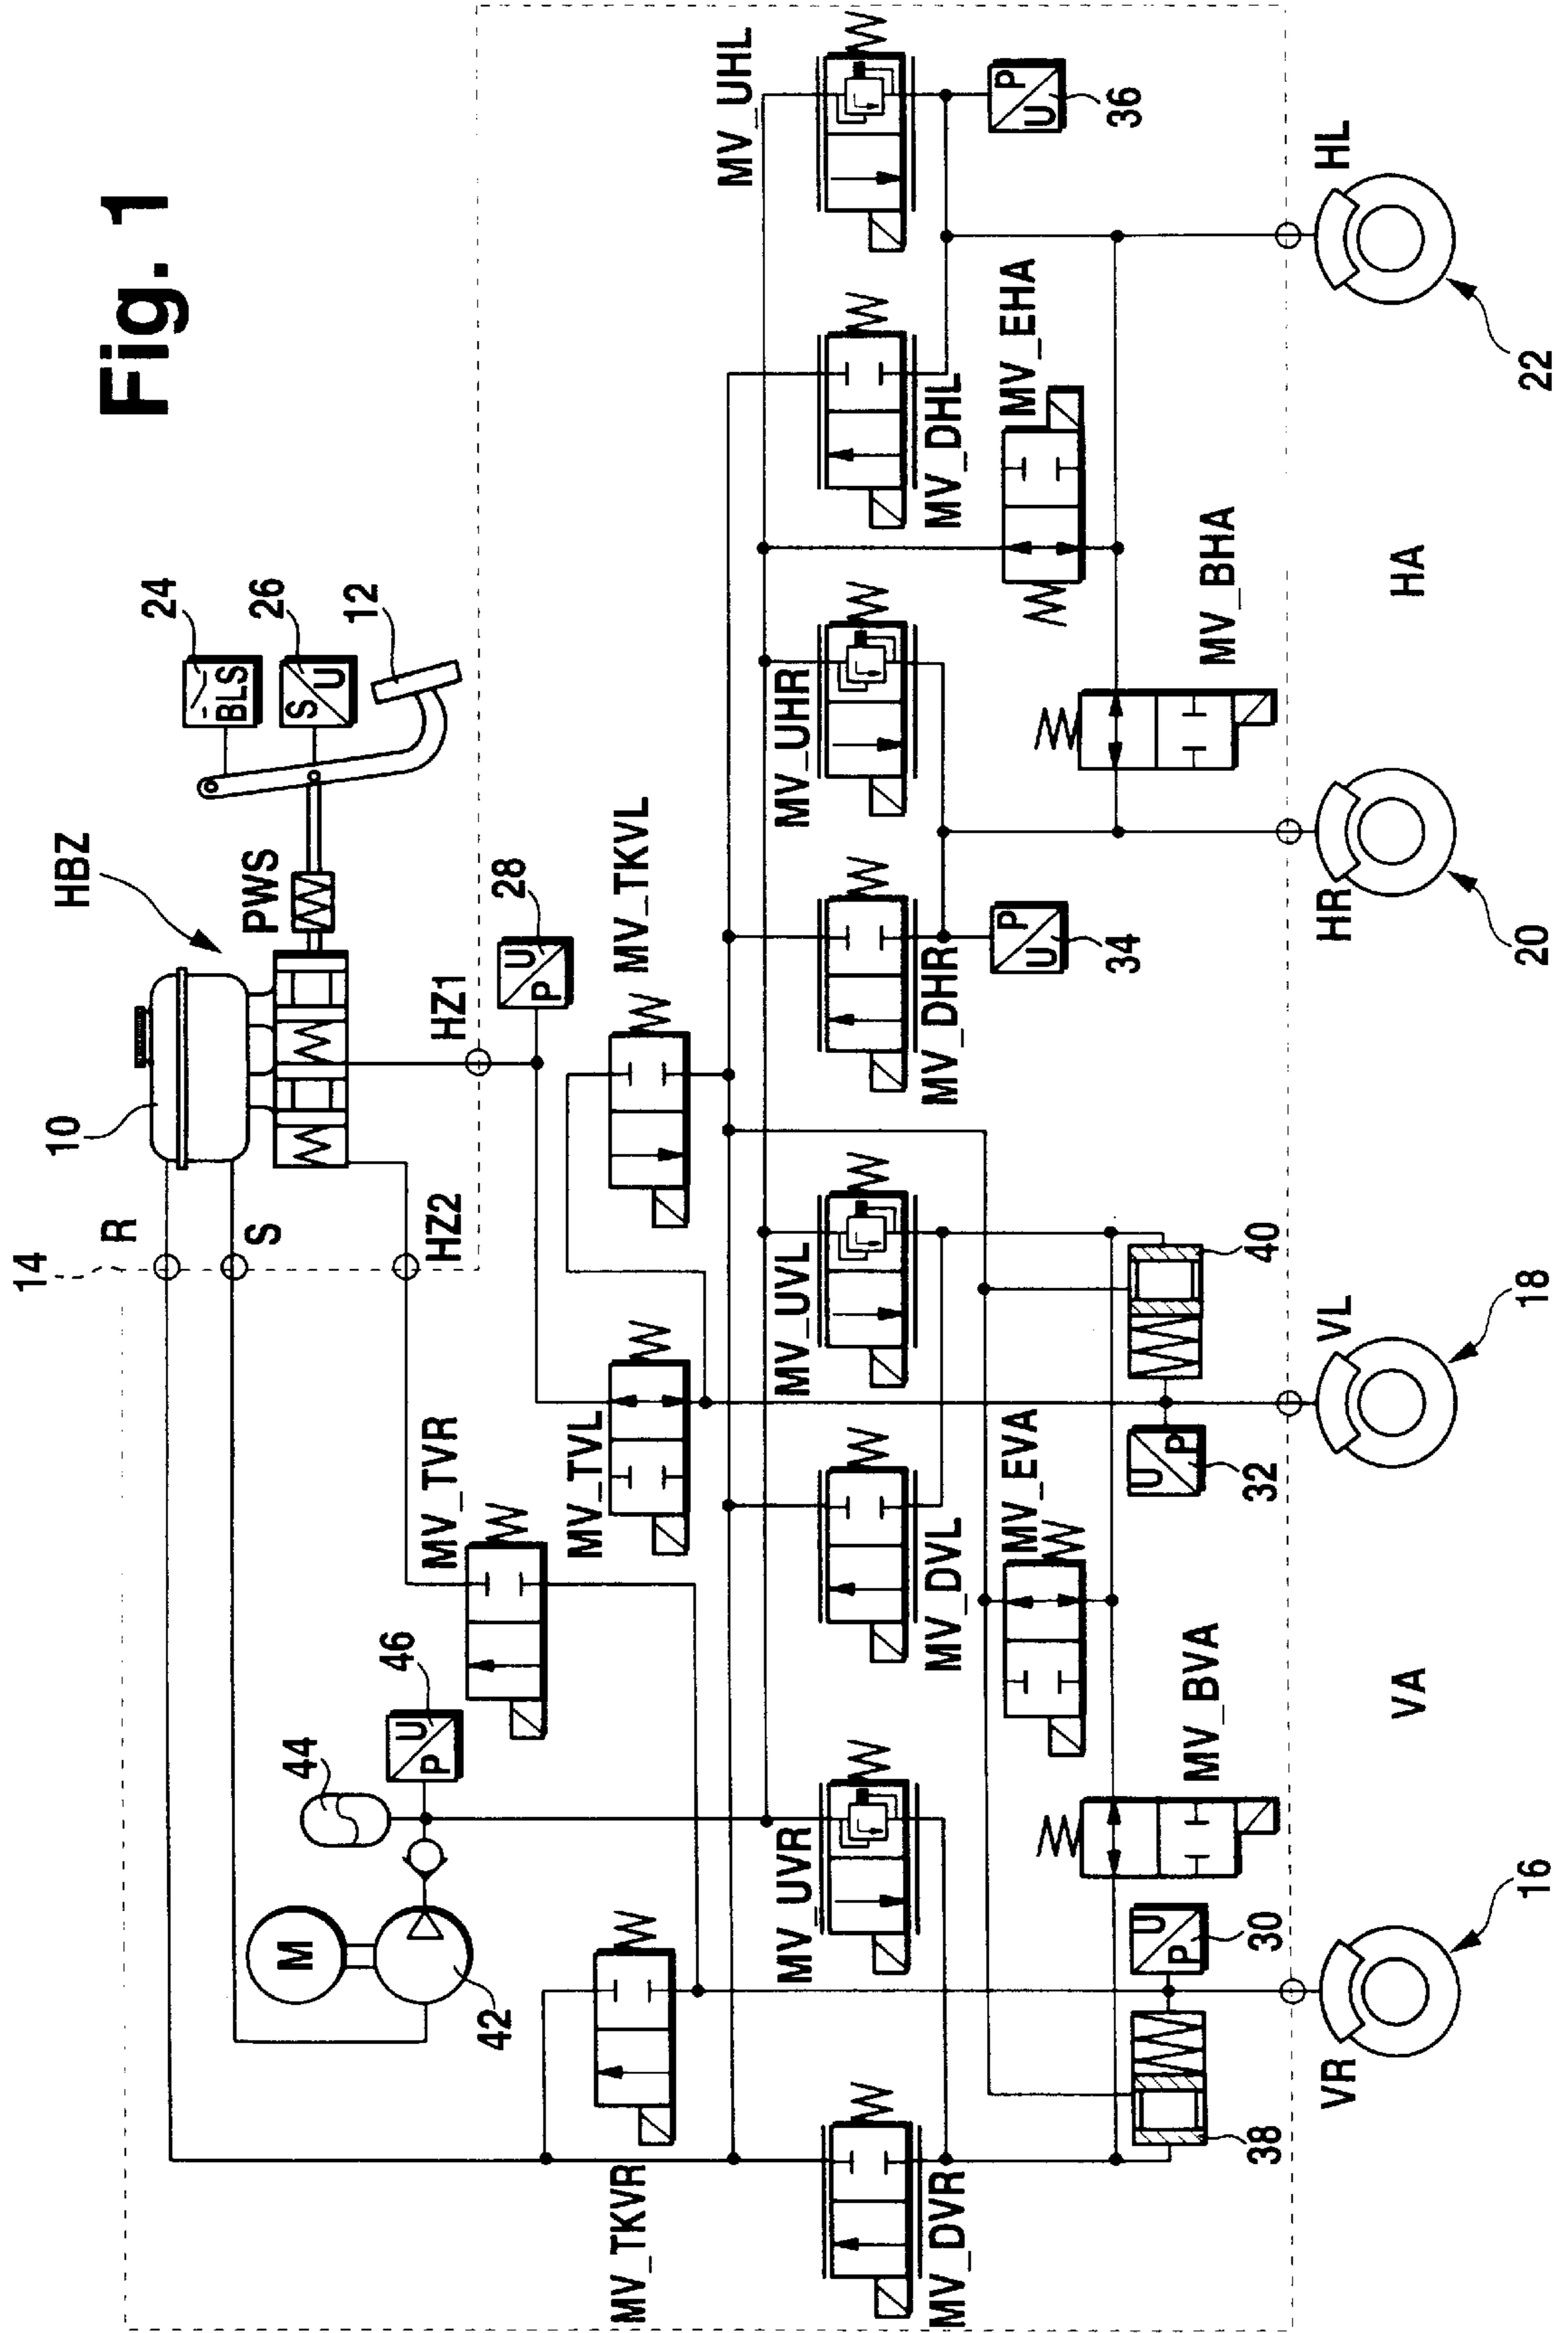 Fig. 1
24
BLS
26
S
U
12
HBZ
PWS
10
14
R
S
HZ2
HZ1
28
U
P
MV_TKVL
MV_TVR
MV_TVL
46
U
P
44
M
42
MV_TKVR
MV_UHL
MV_DHL
MV_UHR
MV_DHR
MV_UVL
MV_DVL
MV_UVR
MV_DVR
P
U
36
P
U
34
MV_EHA
MV_BHA
MV_EVA
MV_BVA
40
U
P
32
U
P
30
38
HL
22
HA
HR
20
VL
18
VA
VR
16